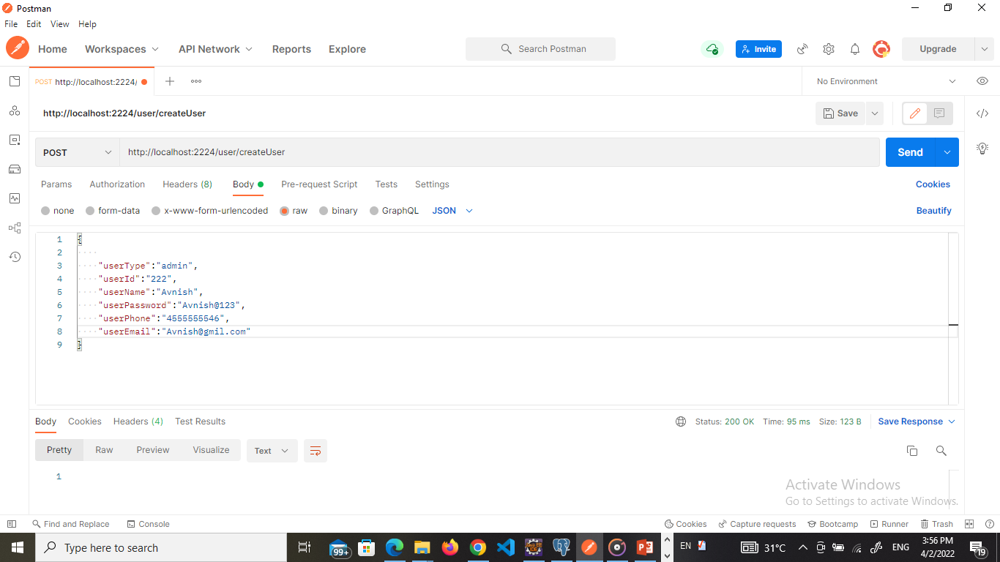 Postman
File Edit View Help
Home Workspaces API Network Reports Explore Search Postman Invite Upgrade
POST http://localhost:2224/ No Environment
http://localhost:2224/user/createUser Save
POST http://localhost:2224/user/createUser Send
Params Authorization Headers (8) Body Pre-request Script Tests Settings Cookies
none form-data x-www-form-urlencoded raw binary GraphQL JSON Beautify
1 {
2
3 "userType":"admin",
4 "userId":"222",
5 "userName":"Avnish",
6 "userPassword":"Avnish@123",
7 "userPhone":"4555555546",
8 "userEmail":"Avnish@gmil.com"
9 }
Body Cookies Headers (4) Test Results Status: 200 OK Time: 95 ms Size: 123 B Save Response
Pretty Raw Preview Visualize Text
1
Activate Windows
Go to Settings to activate Windows.
Find and Replace Console Cookies Capture requests Bootcamp Runner Trash
Type here to search 99+ EN 31°C ENG 3:56 PM
4/2/2022 19